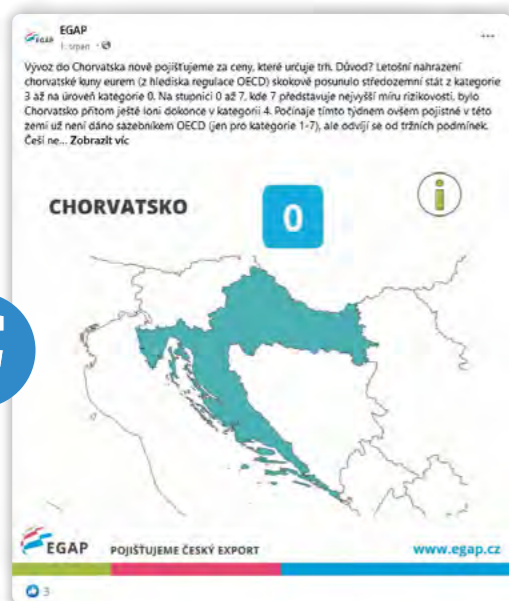 EGAP
EGAP
1. srpen ·
Vývoz do Chorvatska nově pojišťujeme za ceny, které určuje trh. Důvod? Letošní nahrazení
chorvatské kuny eurem (z hlediska regulace OECD) skokově posunulo středozemní stát z kategorie
3 až na úroveň kategorie 0. Na stupnici 0 až 7, kde 7 představuje nejvyšší míru rizikovosti, bylo
Chorvatsko přitom ještě loni dokonce v kategorii 4. Počínaje tímto týdnem ovšem pojistné v této
zemi už není dáno sazebníkem OECD (jen pro kategorie 1-7), ale odvíjí se od tržních podmínek.
Češi ne... Zobrazit víc
CHORVATSKO
0
i
EGAP
POJIŠŤUJEME ČESKÝ EXPORT
www.egap.cz
3